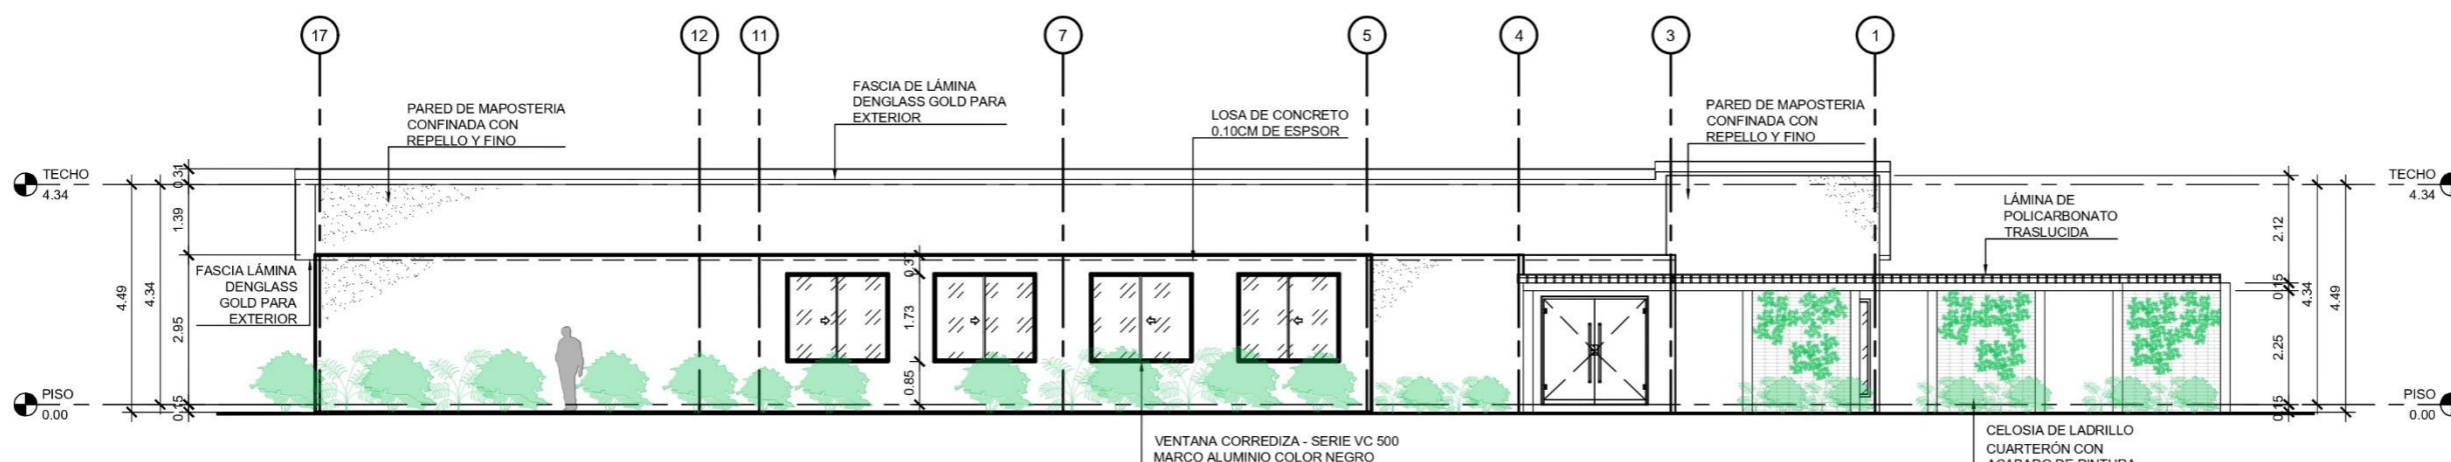 17
12
11
7
5
4
3
1
FASCIA DE LÁMINA
DENGLASS GOLD PARA
EXTERIOR
PARED DE MAPOSTERIA
CONFINADA CON
REPELLO Y FINO
LOSA DE CONCRETO
0.10CM DE ESPSOR
PARED DE MAPOSTERIA
CONFINADA CON
REPELLO Y FINO
TECHO
4.34
TECHO
4.34
LÁMINA DE
POLICARBONATO
TRASLUCIDA
FASCIA LÁMINA
DENGLASS
GOLD PARA
EXTERIOR
4.49
4.34
0.31
1.39
2.95
0.15
0.37
1.73
0.85
2.12
0.15
2.25
0.15
4.34
4.49
PISO
0.00
PISO
0.00
VENTANA CORREDIZA - SERIE VC 500
MARCO ALUMINIO COLOR NEGRO
CELOSIA DE LADRILLO
CUARTERÓN CON
ACABADO DE PINTURA